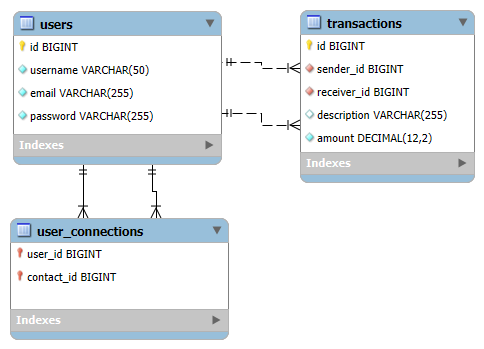 users
id BIGINT
username VARCHAR(50)
email VARCHAR(255)
password VARCHAR(255)
Indexes
transactions
id BIGINT
sender_id BIGINT
receiver_id BIGINT
description VARCHAR(255)
amount DECIMAL(12,2)
Indexes
user_connections
user_id BIGINT
contact_id BIGINT
Indexes